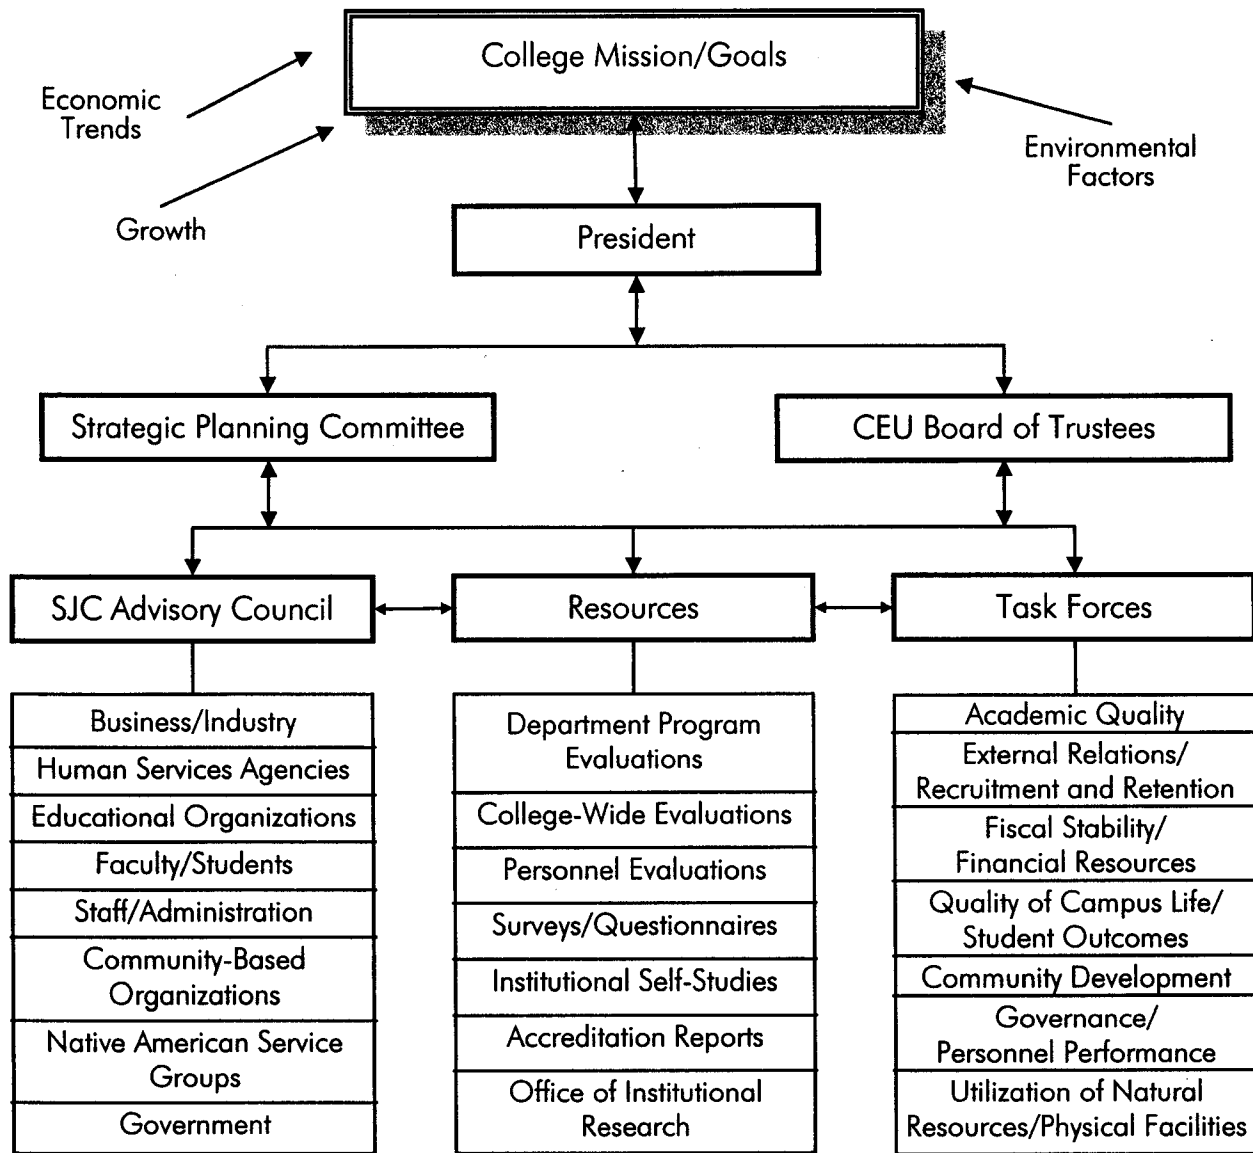 College Mission/Goals
Economic
Trends
Environmental
Factors
Growth
President
Strategic Planning Committee
CEU Board of Trustees
SJC Advisory Council
Resources
Task Forces
Business/Industry
Human Services Agencies
Educational Organizations
Faculty/Students
Staff/Administration
Community-Based
Organizations
Native American Service
Groups
Government
Department Program
Evaluations
College-Wide Evaluations
Personnel Evaluations
Surveys/Questionnaires
Institutional Self-Studies
Accreditation Reports
Office of Institutional
Research
Academic Quality
External Relations/
Recruitment and Retention
Fiscal Stability/
Financial Resources
Quality of Campus Life/
Student Outcomes
Community Development
Governance/
Personnel Performance
Utilization of Natural
Resources/Physical Facilities